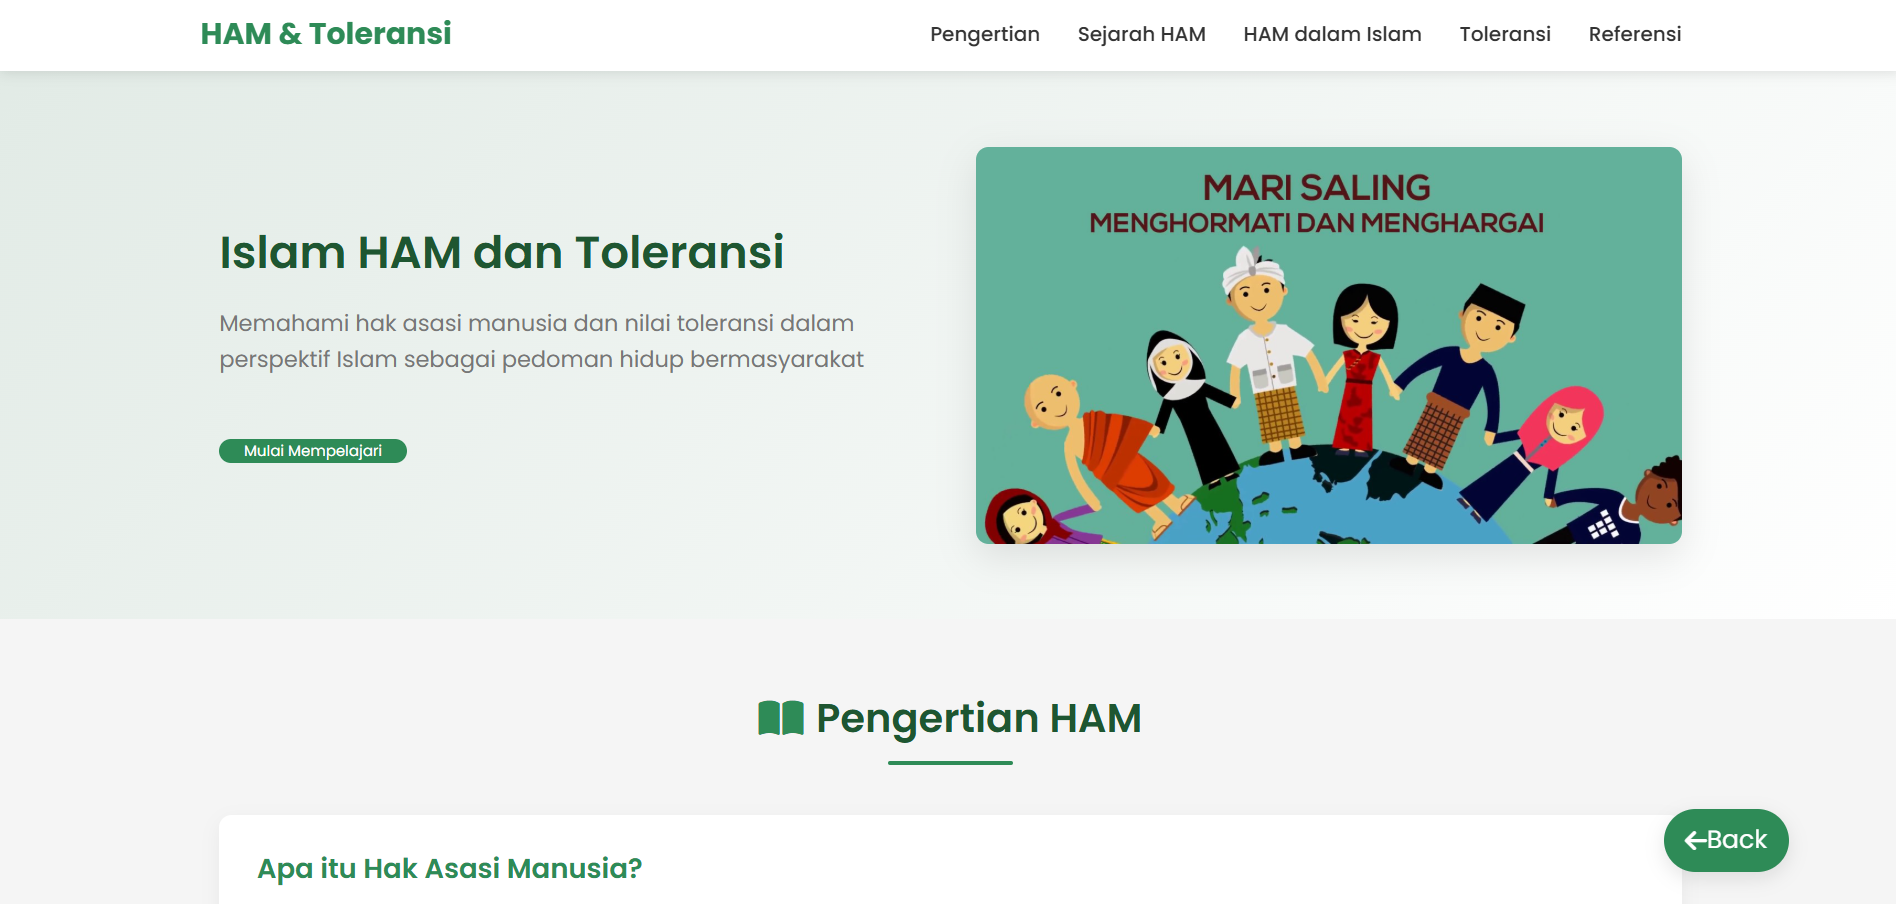 HAM & Toleransi
Pengertian
Sejarah HAM
HAM dalam Islam
Toleransi
Referensi
Islam HAM dan Toleransi
Memahami hak asasi manusia dan nilai toleransi dalam
perspektif Islam sebagai pedoman hidup bermasyarakat
Mulai Mempelajari
MARI SALING
MENGHORMATI DAN MENGHARGAI
Pengertian HAM
Apa itu Hak Asasi Manusia?
Back